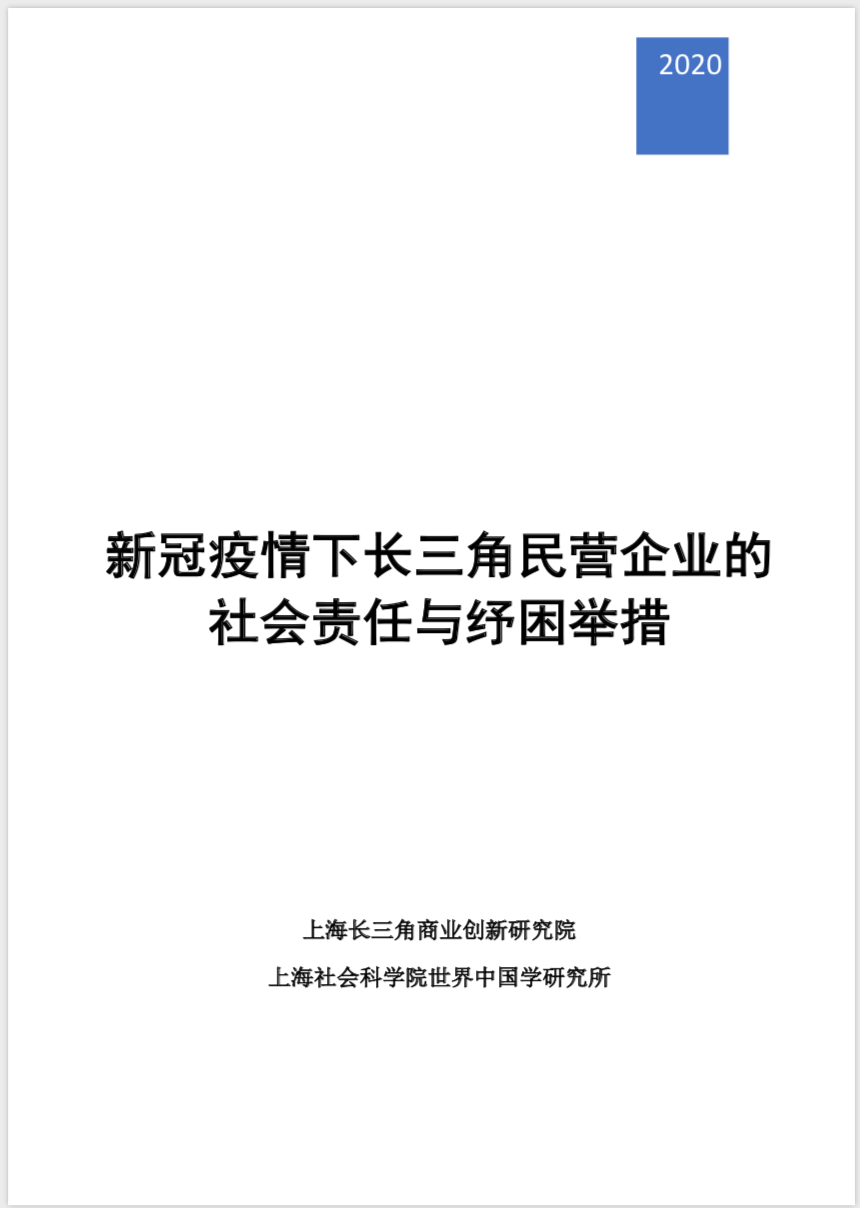 2020
新冠疫情下长三角民营企业的
社会责任与纾困举措
上海长三角商业创新研究院
上海社会科学院世界中国学研究所